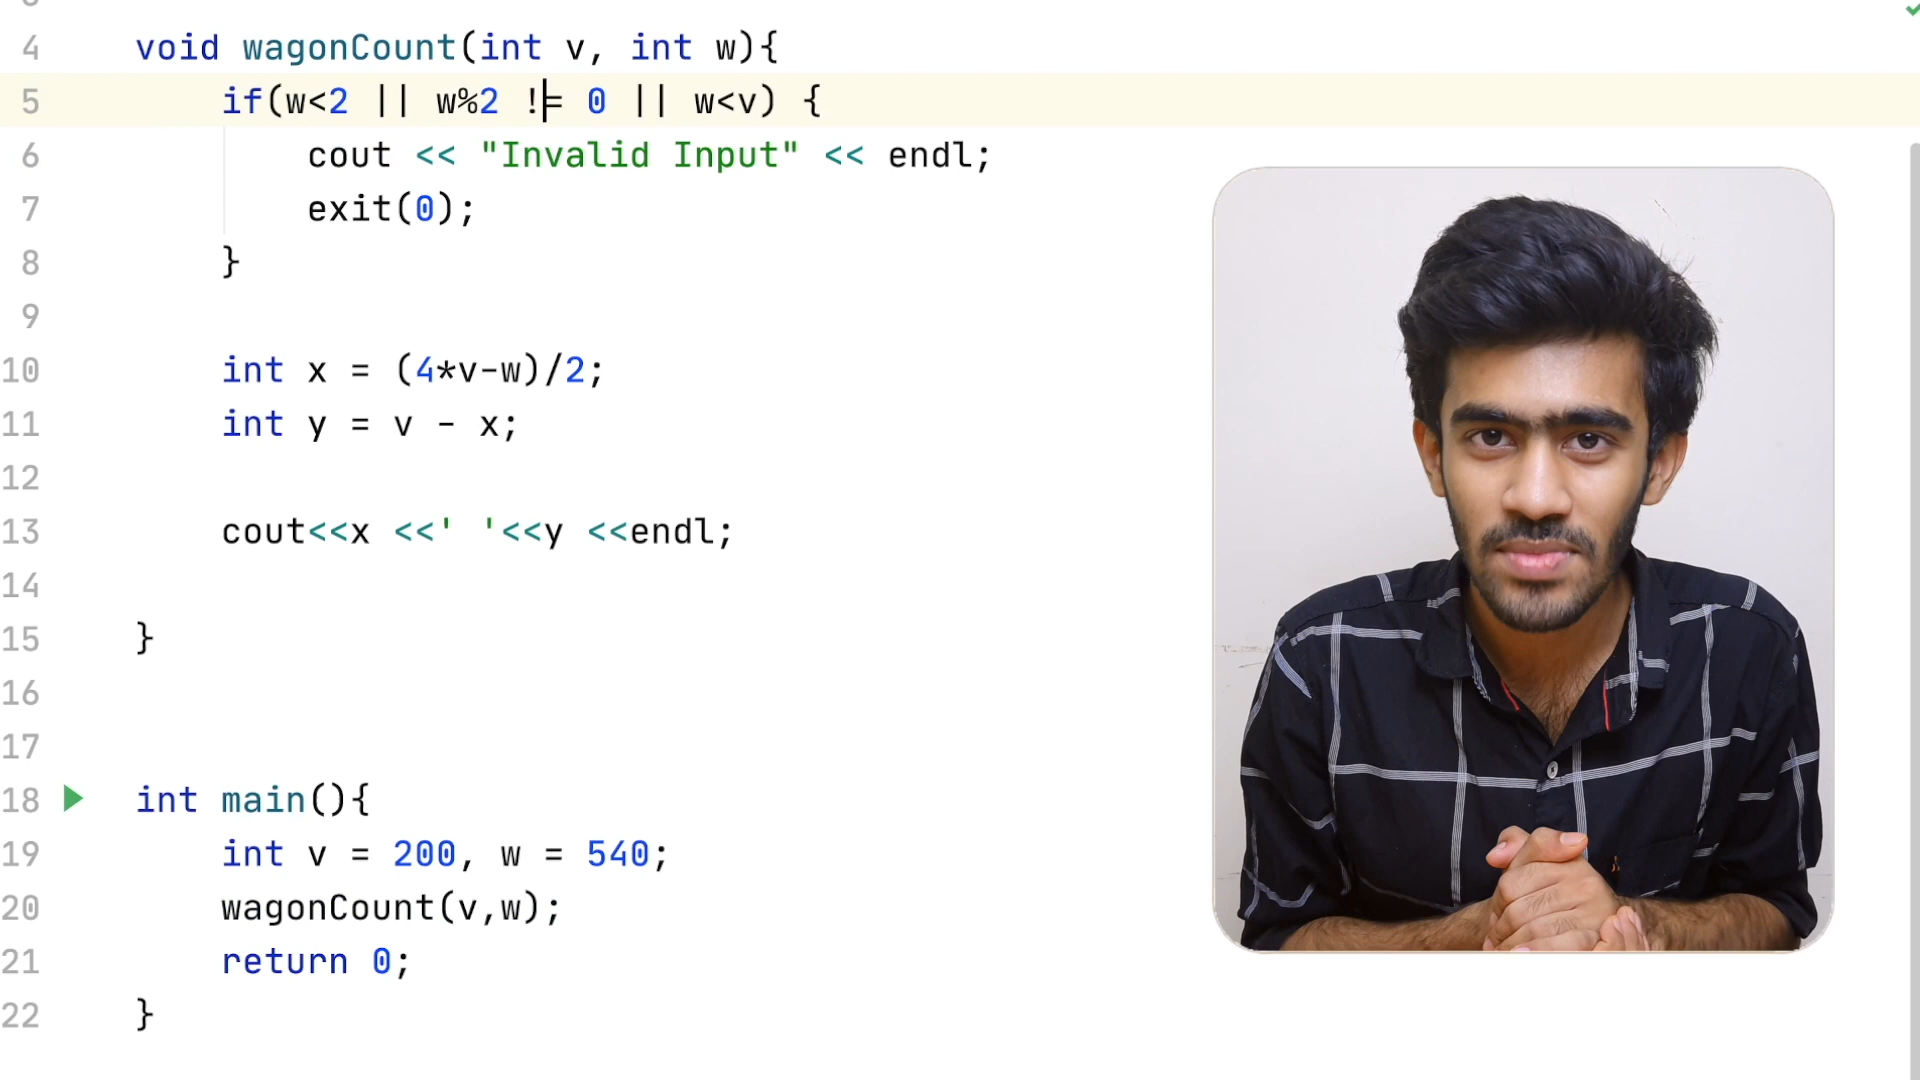 4 void wagonCount(int v, int w){
5 if(w<2 || w%2 != 0 || w<v) {
6 cout << "Invalid Input" << endl;
7 exit(0);
8 }
9
10 int x = (4*v-w)/2;
11 int y = v - x;
12
13 cout<<x <<' '<<y <<endl;
14
15 }
16
17
18 int main(){
19 int v = 200, w = 540;
20 wagonCount(v,w);
21 return 0;
22 }